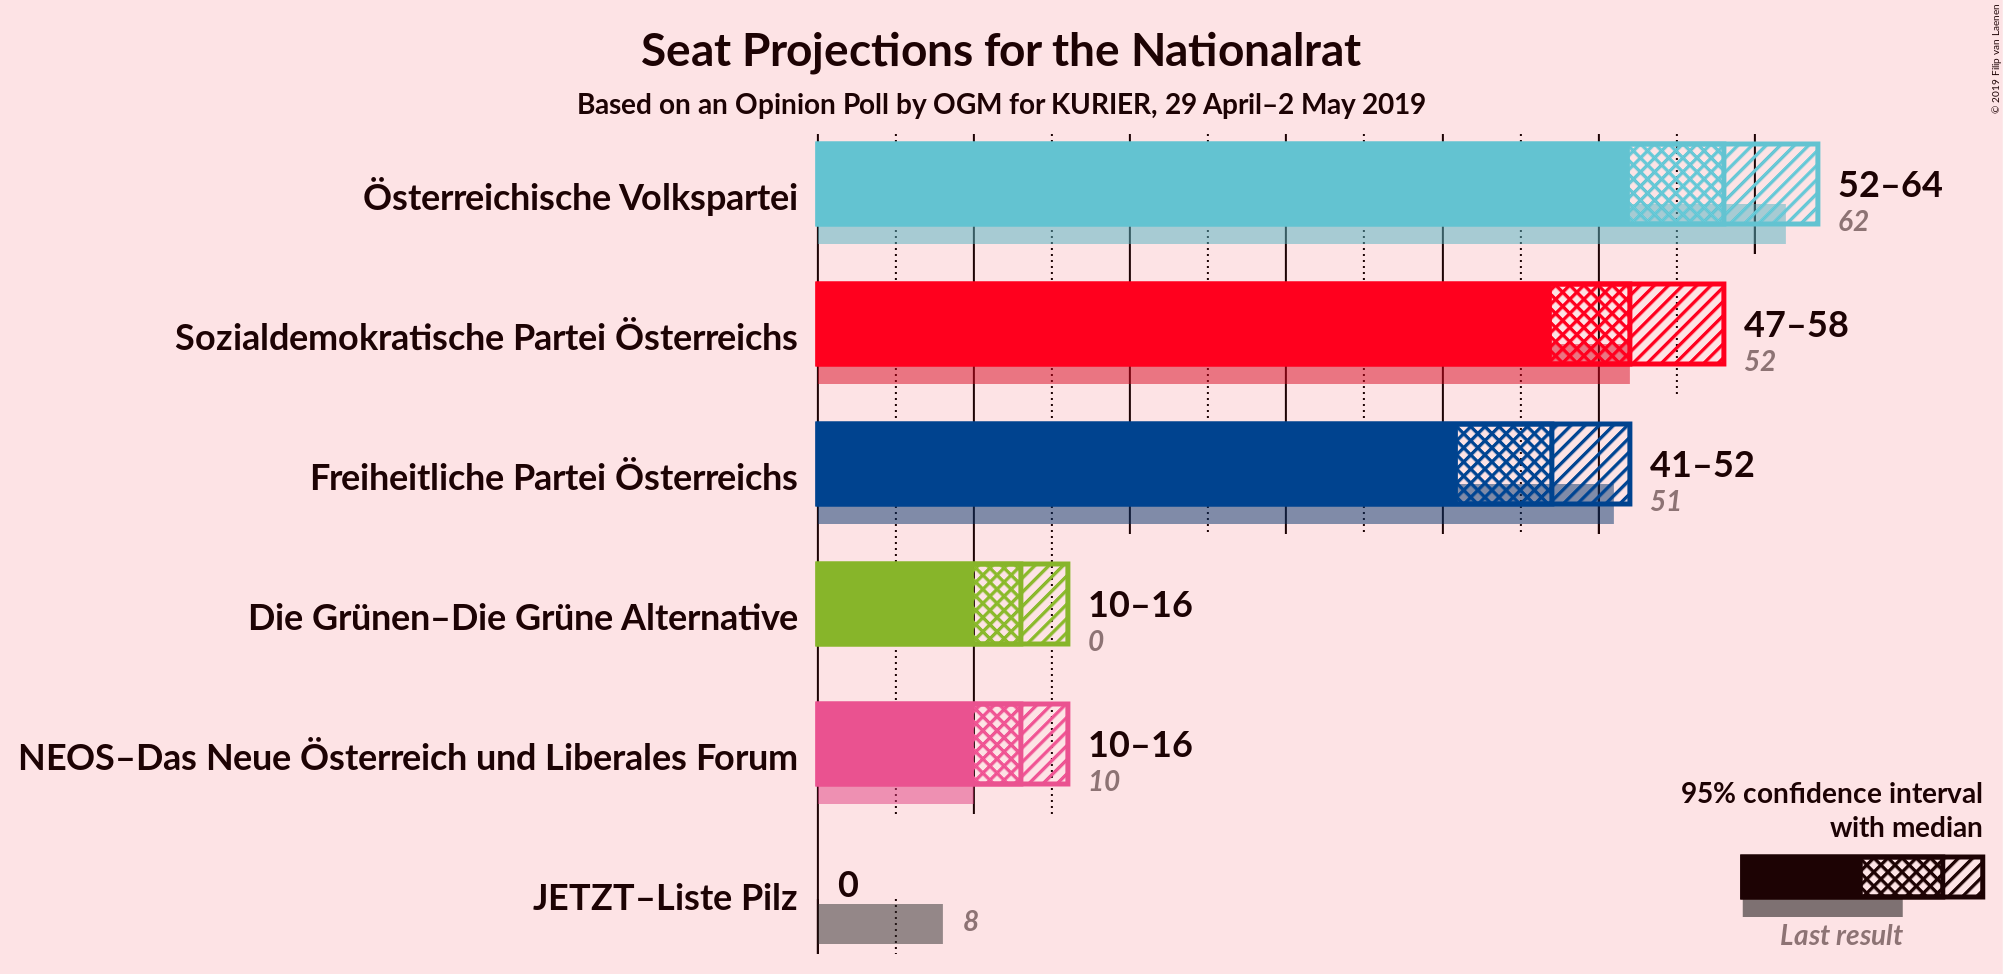 Seat Projections for the Nationalrat
Based on an Opinion Poll by OGM for KURIER, 29 April–2 May 2019
© 2019 Filip van Laenen
Österreichische Volkspartei
52–64
62
Sozialdemokratische Partei Österreichs
47–58
52
Freiheitliche Partei Österreichs
41–52
51
Die Grünen–Die Grüne Alternative
10–16
0
NEOS–Das Neue Österreich und Liberales Forum
10–16
10
JETZT–Liste Pilz
0
8
95% confidence interval
with median
Last result